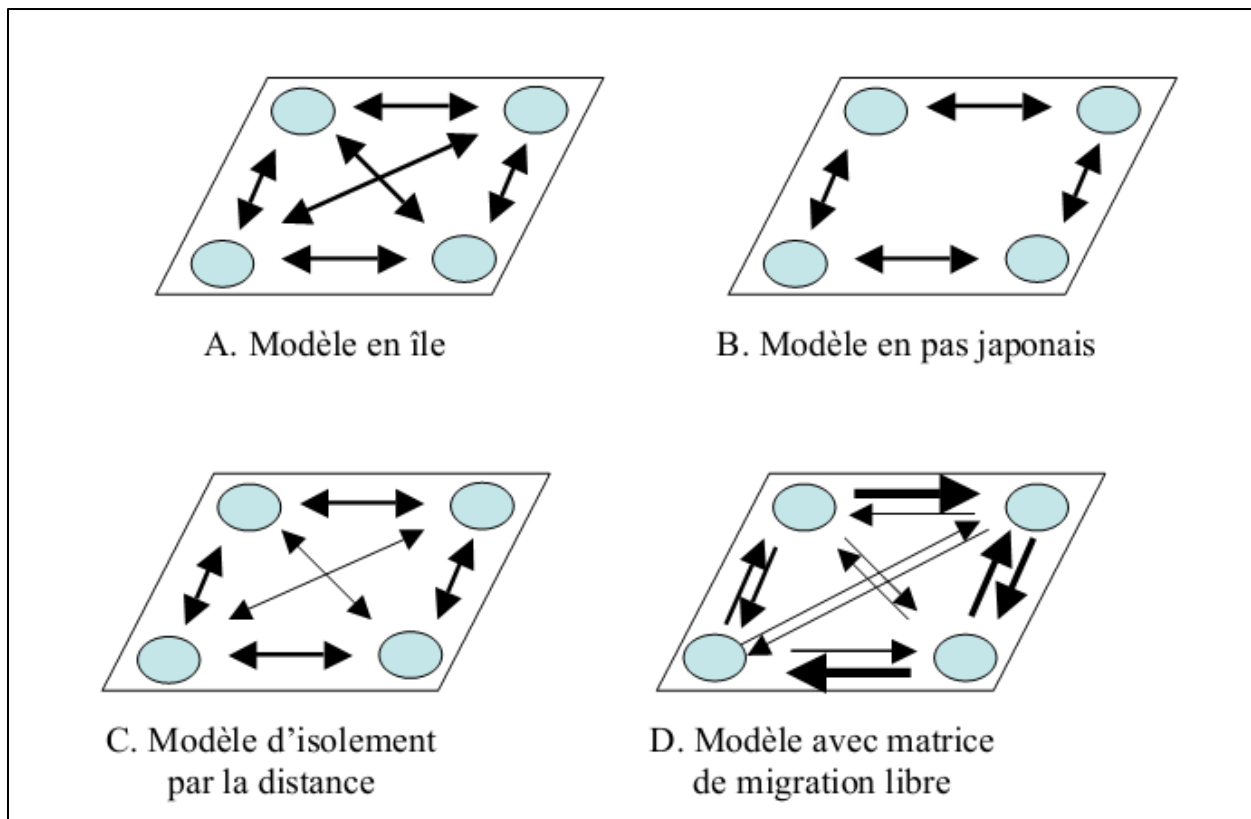 A. Modèle en île
B. Modèle en pas japonais
C. Modèle d'isolement
par la distance
D. Modèle avec matrice
de migration libre